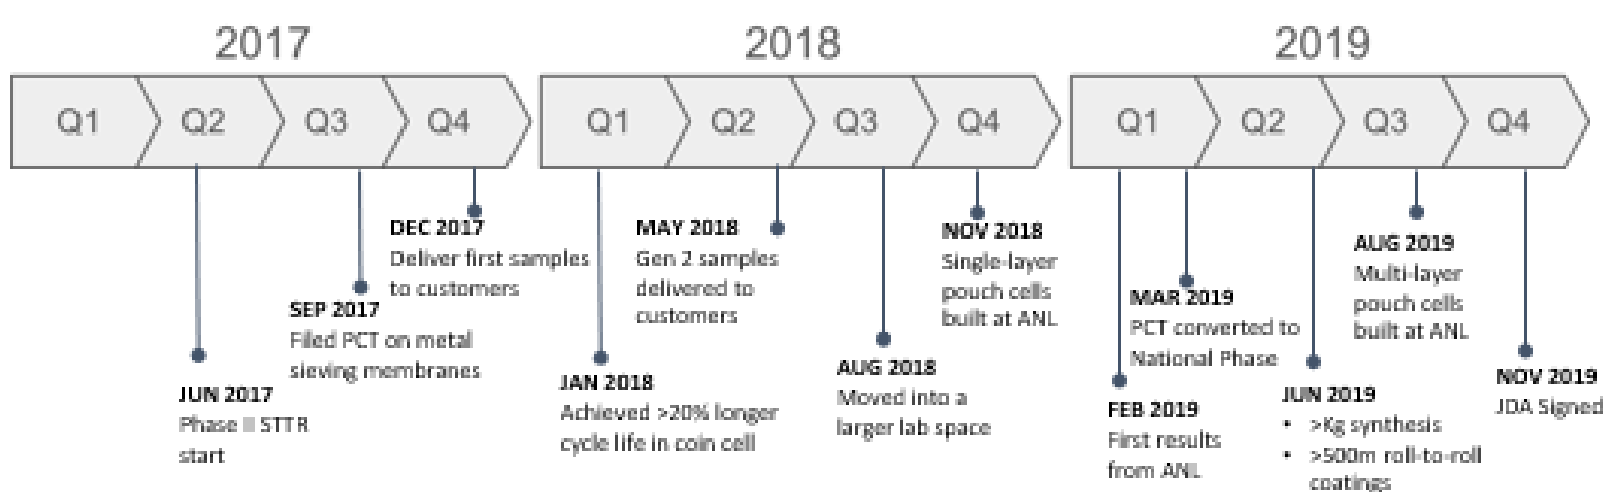 2017
2018
2019
Q1
Q2
Q3
Q4
Q1
Q2
Q3
Q4
Q1
Q2
Q3
Q4
JUN 2017
Phase II STTR
start
SEP 2017
Filed PCT on metal
sieving membranes
DEC 2017
Deliver first samples
to customers
JAN 2018
Achieved >20% longer
cycle life in coin cell
MAY 2018
Gen 2 samples
delivered to
customers
AUG 2018
Moved into a
larger lab space
NOV 2018
Single-layer
pouch cells
built at ANL
FEB 2019
First results
from ANL
MAR 2019
PCT converted to
National Phase
JUN 2019
• >Kg synthesis
• >500m roll-to-roll
coatings
AUG 2019
Multi-layer
pouch cells
built at ANL
NOV 2019
JDA Signed